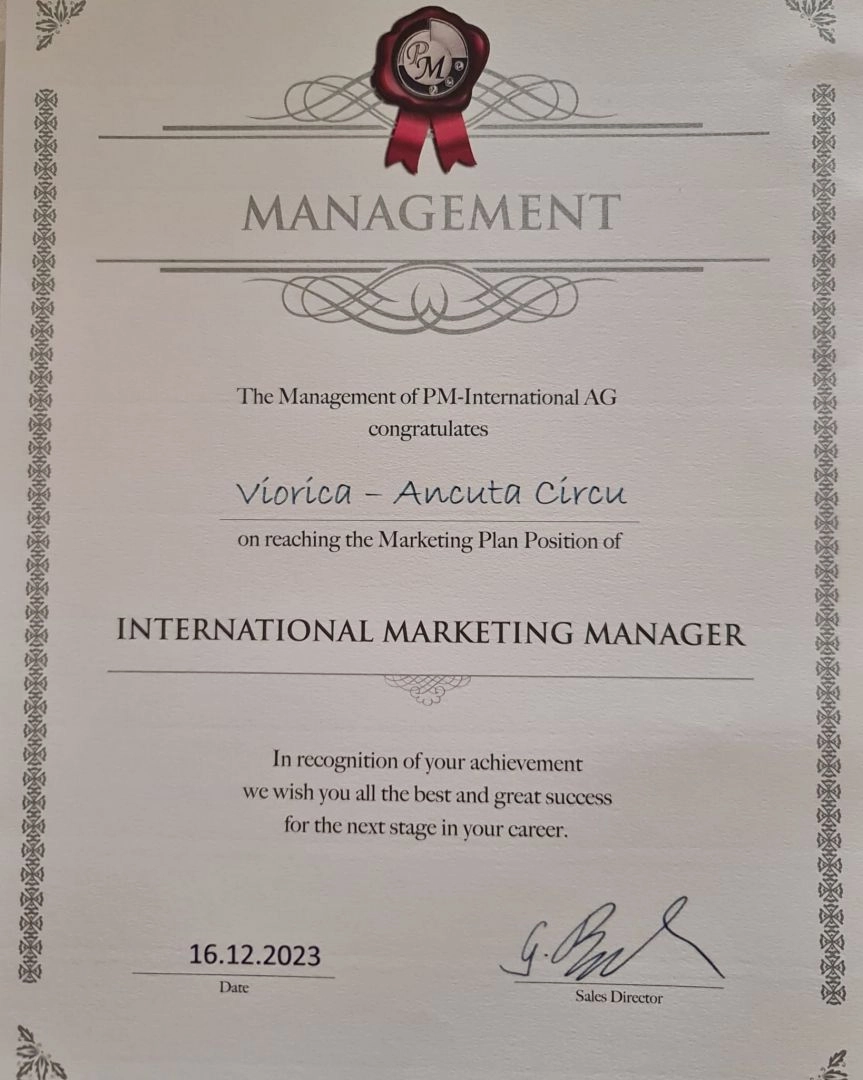 PM
MANAGEMENT
The Management of PM-International AG
congratulates
Viorica - Ancuta Circu
on reaching the Marketing Plan Position of
INTERNATIONAL MARKETING MANAGER
In recognition of your achievement
we wish you all the best and great success
for the next stage in your career.
16.12.2023
Date
Sales Director